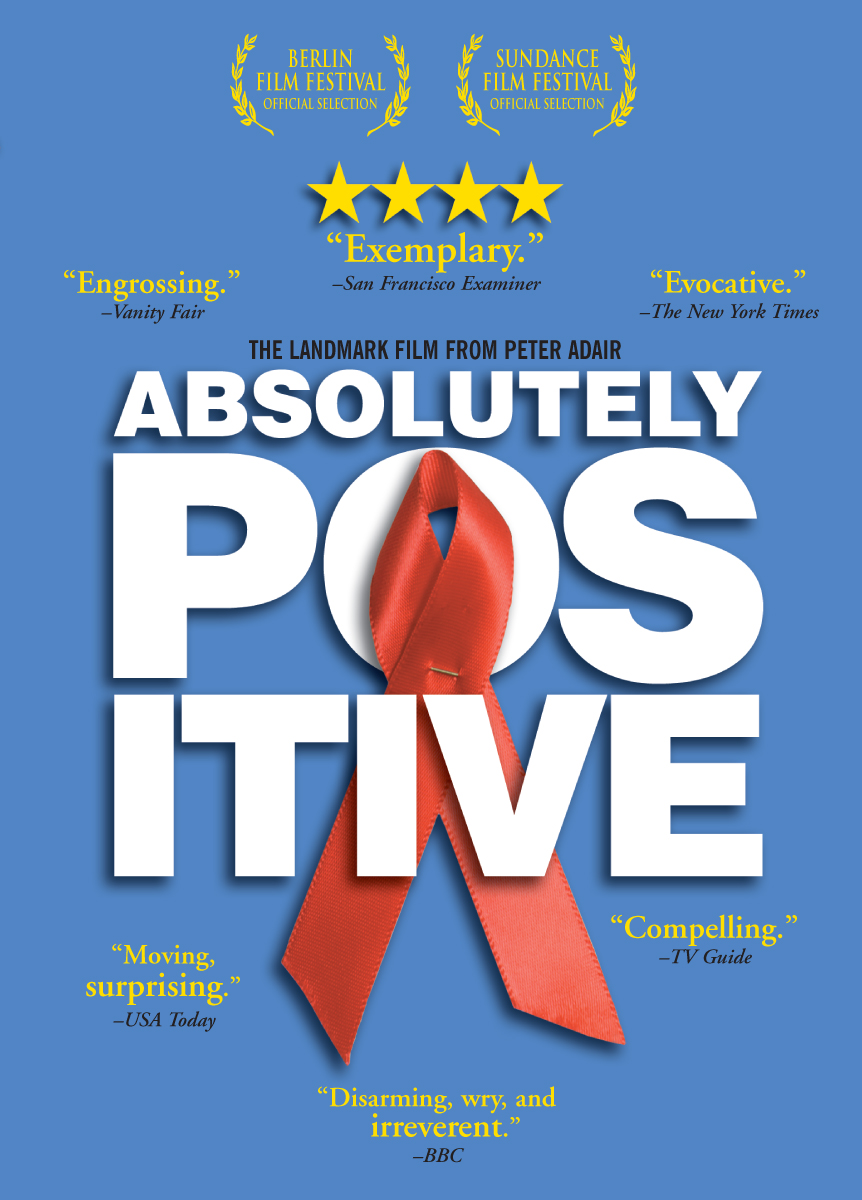 BERLIN
FILM FESTIVAL
OFFICIAL SELECTION
SUNDANCE
FILM FESTIVAL
OFFICIAL SELECTION
“Exemplary.”
–San Francisco Examiner
“Engrossing.”
–Vanity Fair
“Evocative.”
–The New York Times
THE LANDMARK FILM FROM PETER ADAIR
ABSOLUTELY
POS
ITIVE
“Compelling.”
–TV Guide
“Moving,
surprising.”
–USA Today
“Disarming, wry, and
irreverent.”
–BBC